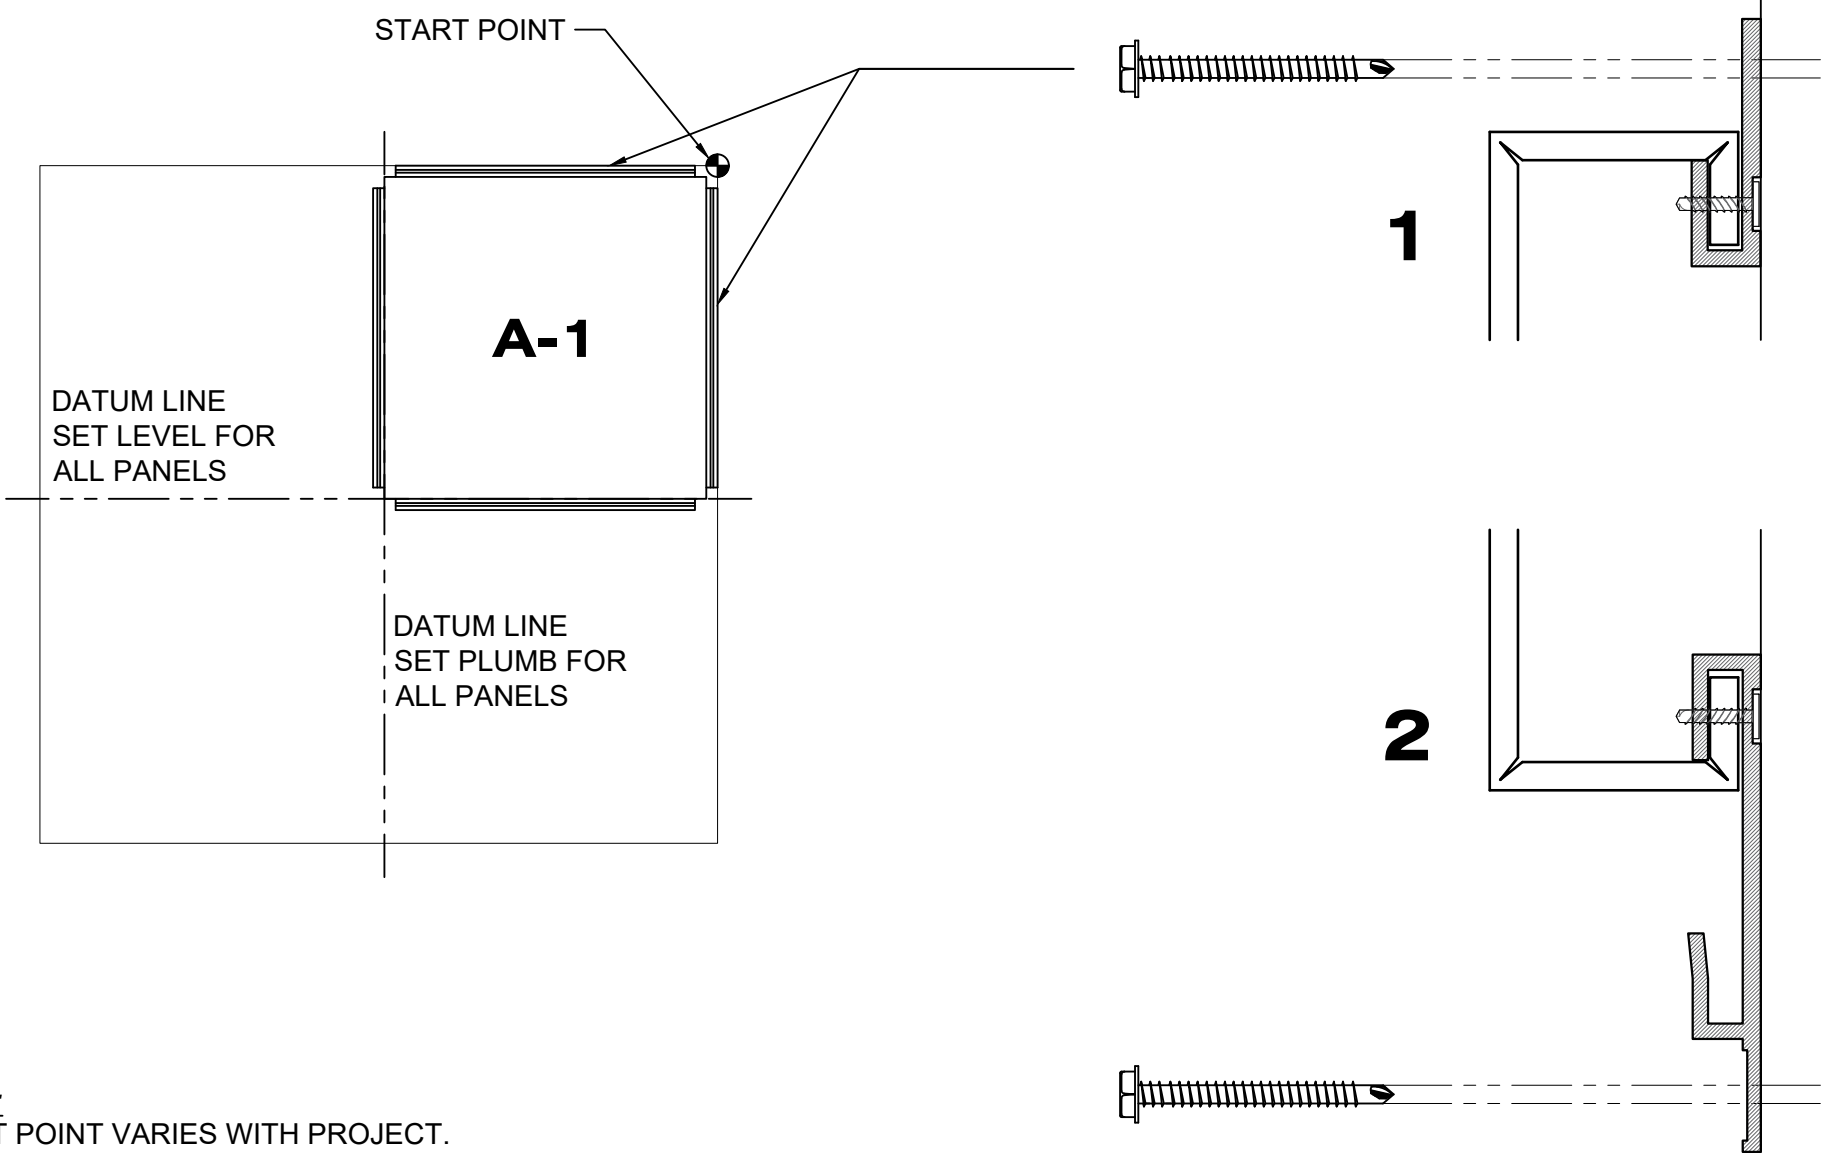 START POINT
1
A-1
DATUM LINE
SET LEVEL FOR
ALL PANELS
DATUM LINE
SET PLUMB FOR
ALL PANELS
2
POINT VARIES WITH PROJECT.